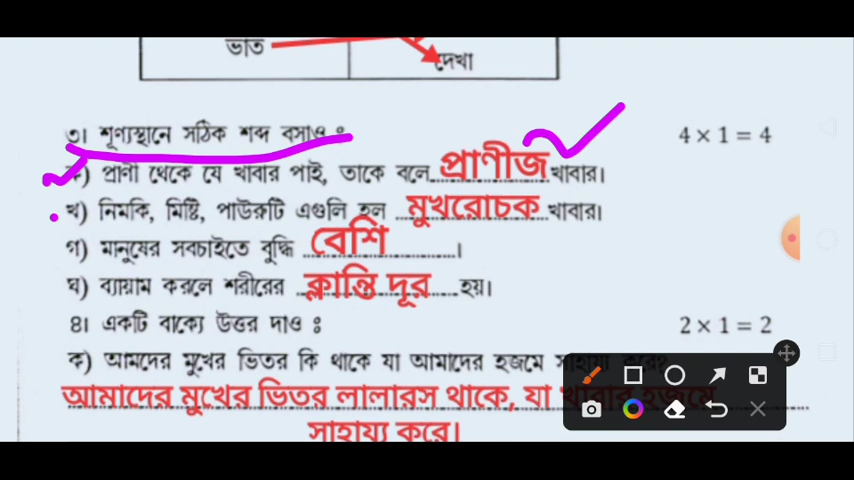 ভাত
দেখা
৩। শূণ্যস্থানে সঠিক শব্দ বসাও ঃ 4 × 1 = 4
ক) প্রাণী থেকে যে খাবার পাই, তাকে বলে প্রাণীজ খাবার।
খ) নিমকি, মিষ্টি, পাউরুটি এগুলি হল মুখরোচক খাবার।
গ) মানুষের সবচাইতে বুদ্ধি বেশি ।
ঘ) ব্যায়াম করলে শরীরের ক্লান্তি দূর হয়।
৪। একটি বাক্যে উত্তর দাও ঃ 2 × 1 = 2
ক) আমদের মুখের ভিতর কি থাকে যা আমাদের হজমে সাহায্য করে?
আমাদের মুখের ভিতর লালারস থাকে, যা খাবার হজমে
সাহায্য করে।